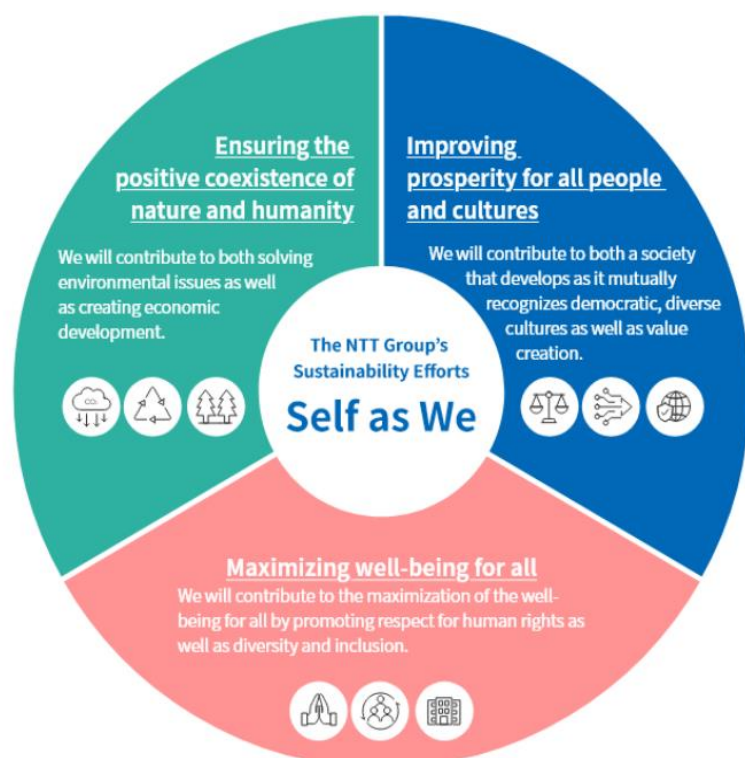 Ensuring the
positive coexistence of
nature and humanity
We will contribute to both solving
environmental issues as well
as creating economic
development.
CO₂
Improving
prosperity for all people
and cultures
We will contribute to both a society
that develops as it mutually
recognizes democratic, diverse
cultures as well as value
creation.
The NTT Group's
Sustainability Efforts
Self as We
Maximizing well-being for all
We will contribute to the maximization of the well-
being for all by promoting respect for human rights as
well as diversity and inclusion.